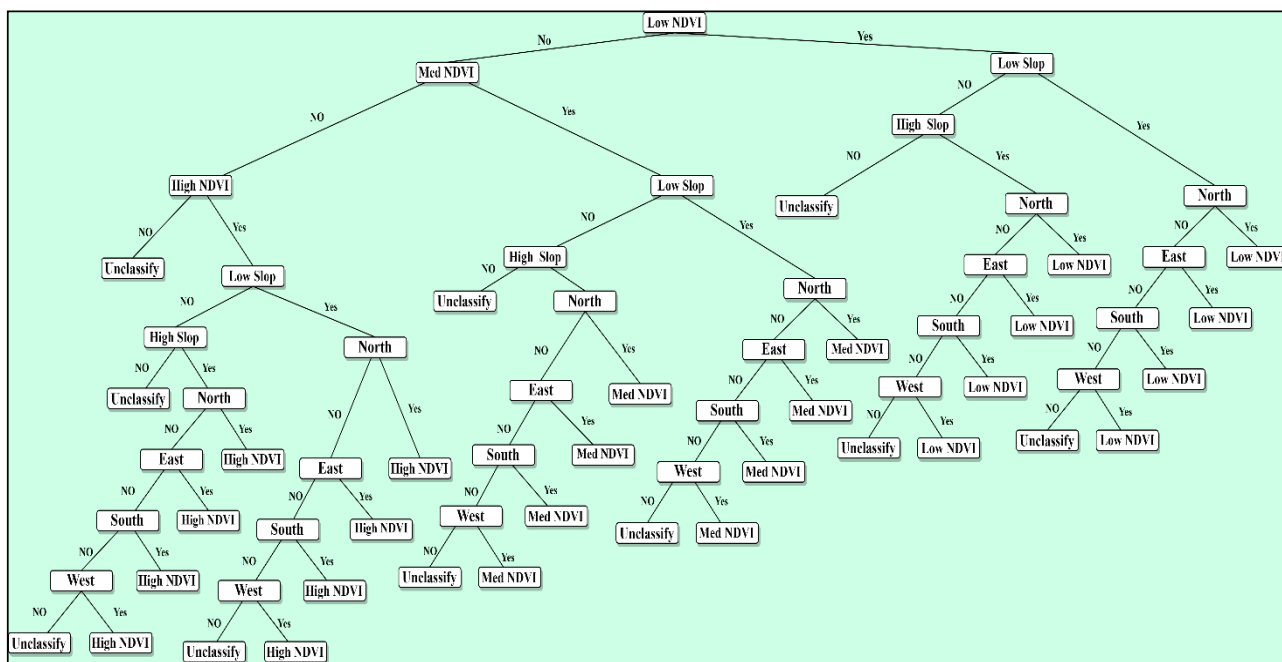 Low NDVI
No
Yes
Med NDVI
Low Slop
NO
Yes
NO
Yes
High NDVI
Low Slop
High Slop
North
NO
Yes
NO
Yes
NO
Yes
NO
Yes
Unclassify
Low Slop
High Slop
North
Unclassify
North
East
Low NDVI
NO
Yes
NO
Yes
NO
Yes
NO
Yes
NO
Yes
High Slop
North
Unclassify
North
East
Med NDVI
East
Low NDVI
South
Low NDVI
NO
Yes
NO
Yes
NO
Yes
NO
Yes
NO
Yes
NO
Yes
Unclassify
North
East
High NDVI
East
Med NDVI
South
Med NDVI
South
Low NDVI
West
Low NDVI
NO
Yes
NO
Yes
NO
Yes
NO
Yes
NO
Yes
NO
Yes
East
High NDVI
South
High NDVI
South
Med NDVI
West
Med NDVI
West
Low NDVI
Unclassify
Low NDVI
NO
Yes
NO
Yes
NO
Yes
NO
Yes
NO
Yes
South
High NDVI
West
High NDVI
West
Med NDVI
Unclassify
Med NDVI
Unclassify
Low NDVI
NO
Yes
NO
Yes
NO
Yes
West
High NDVI
Unclassify
High NDVI
Unclassify
Med NDVI
NO
Yes
Unclassify
High NDVI